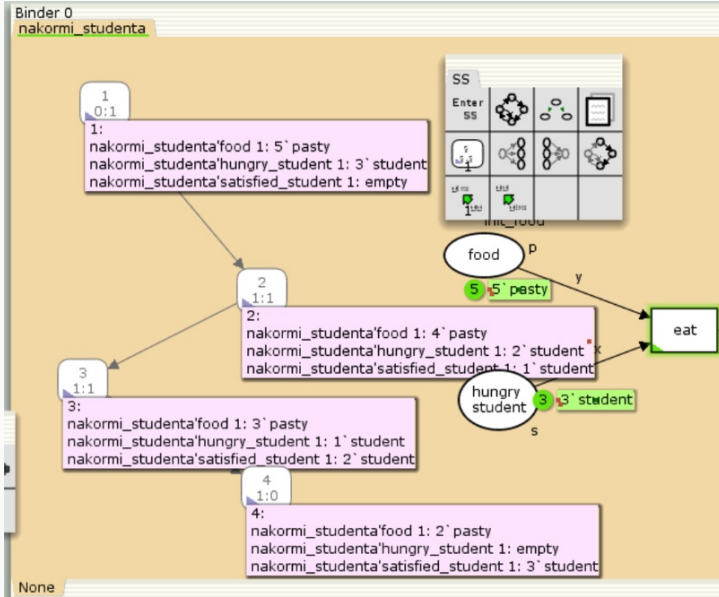 Binder 0
nakormi_studenta
1
0:1
1:
nakormi_studenta'food 1: 5`pasty
nakormi_studenta'hungry_student 1: 3`student
nakormi_studenta'satisfied_student 1: empty
SS
Enter
SS
init_food
food
p
y
5
5`pasty
eat
2
1:1
2:
nakormi_studenta'food 1: 4`pasty
nakormi_studenta'hungry_student 1: 2`student
nakormi_studenta'satisfied_student 1: 1`student
x
hungry
student
3
3`student
s
3
1:1
3:
nakormi_studenta'food 1: 3`pasty
nakormi_studenta'hungry_student 1: 1`student
nakormi_studenta'satisfied_student 1: 2`student
4
1:0
4:
nakormi_studenta'food 1: 2`pasty
nakormi_studenta'hungry_student 1: empty
nakormi_studenta'satisfied_student 1: 3`student
None